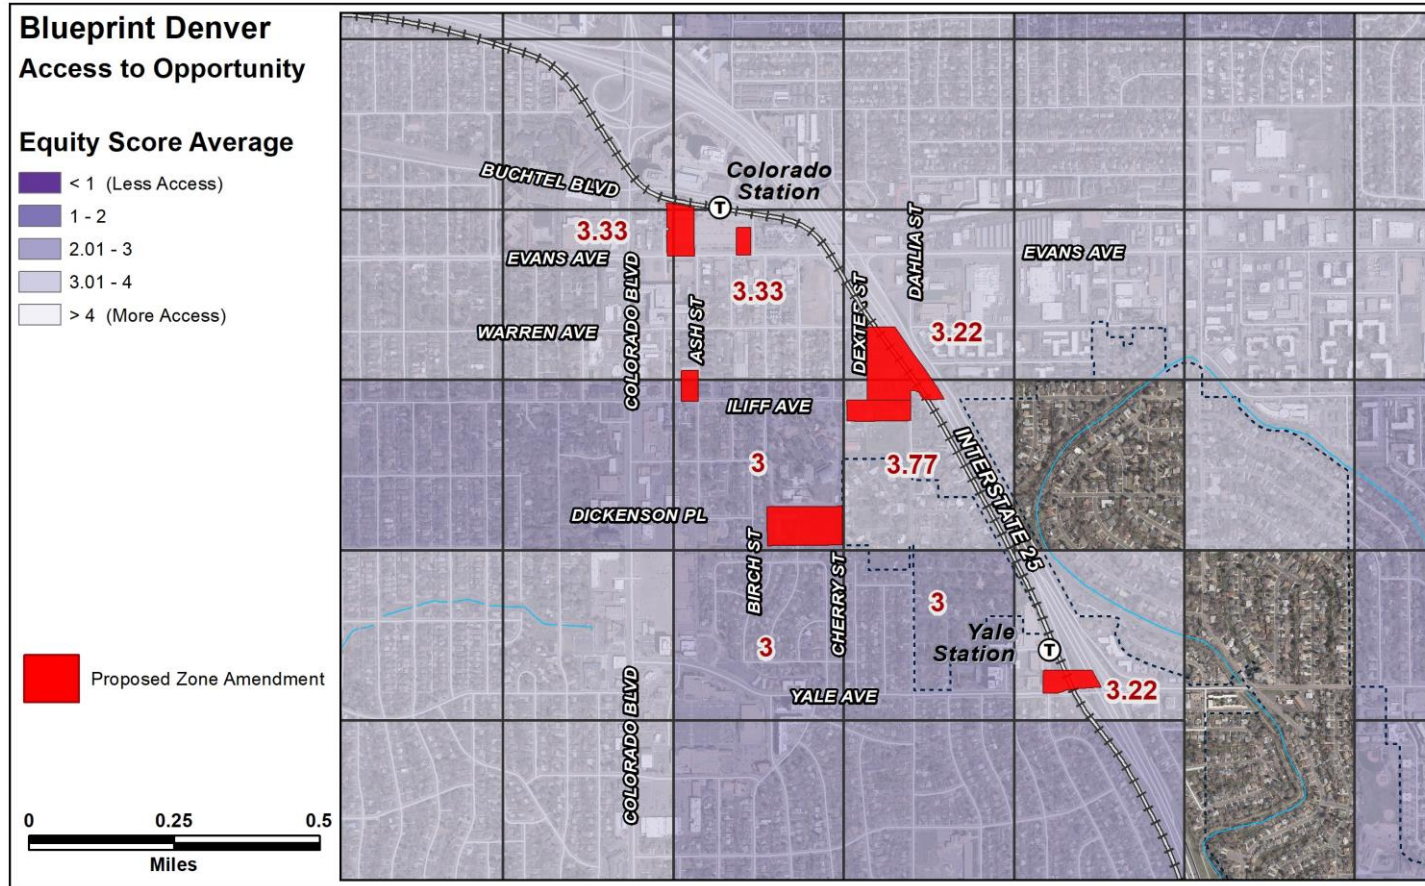 Blueprint Denver
Access to Opportunity
Equity Score Average
< 1 (Less Access)
1 - 2
2.01 - 3
3.01 - 4
> 4 (More Access)
Proposed Zone Amendment
0 0.25 0.5
Miles
BUCHTEL BLVD
Colorado
Station
T
3.33
EVANS AVE
COLORADO BLVD
DAHLIA ST
EVANS AVE
3.33
WARREN AVE
ASH ST
DEXTER ST
3.22
ILIFF AVE
3
3.77
INTERSTATE 25
DICKENSON PL
BIRCH ST
CHERRY ST
3
3
Yale
Station
T
COLORADO BLVD
YALE AVE
3.22